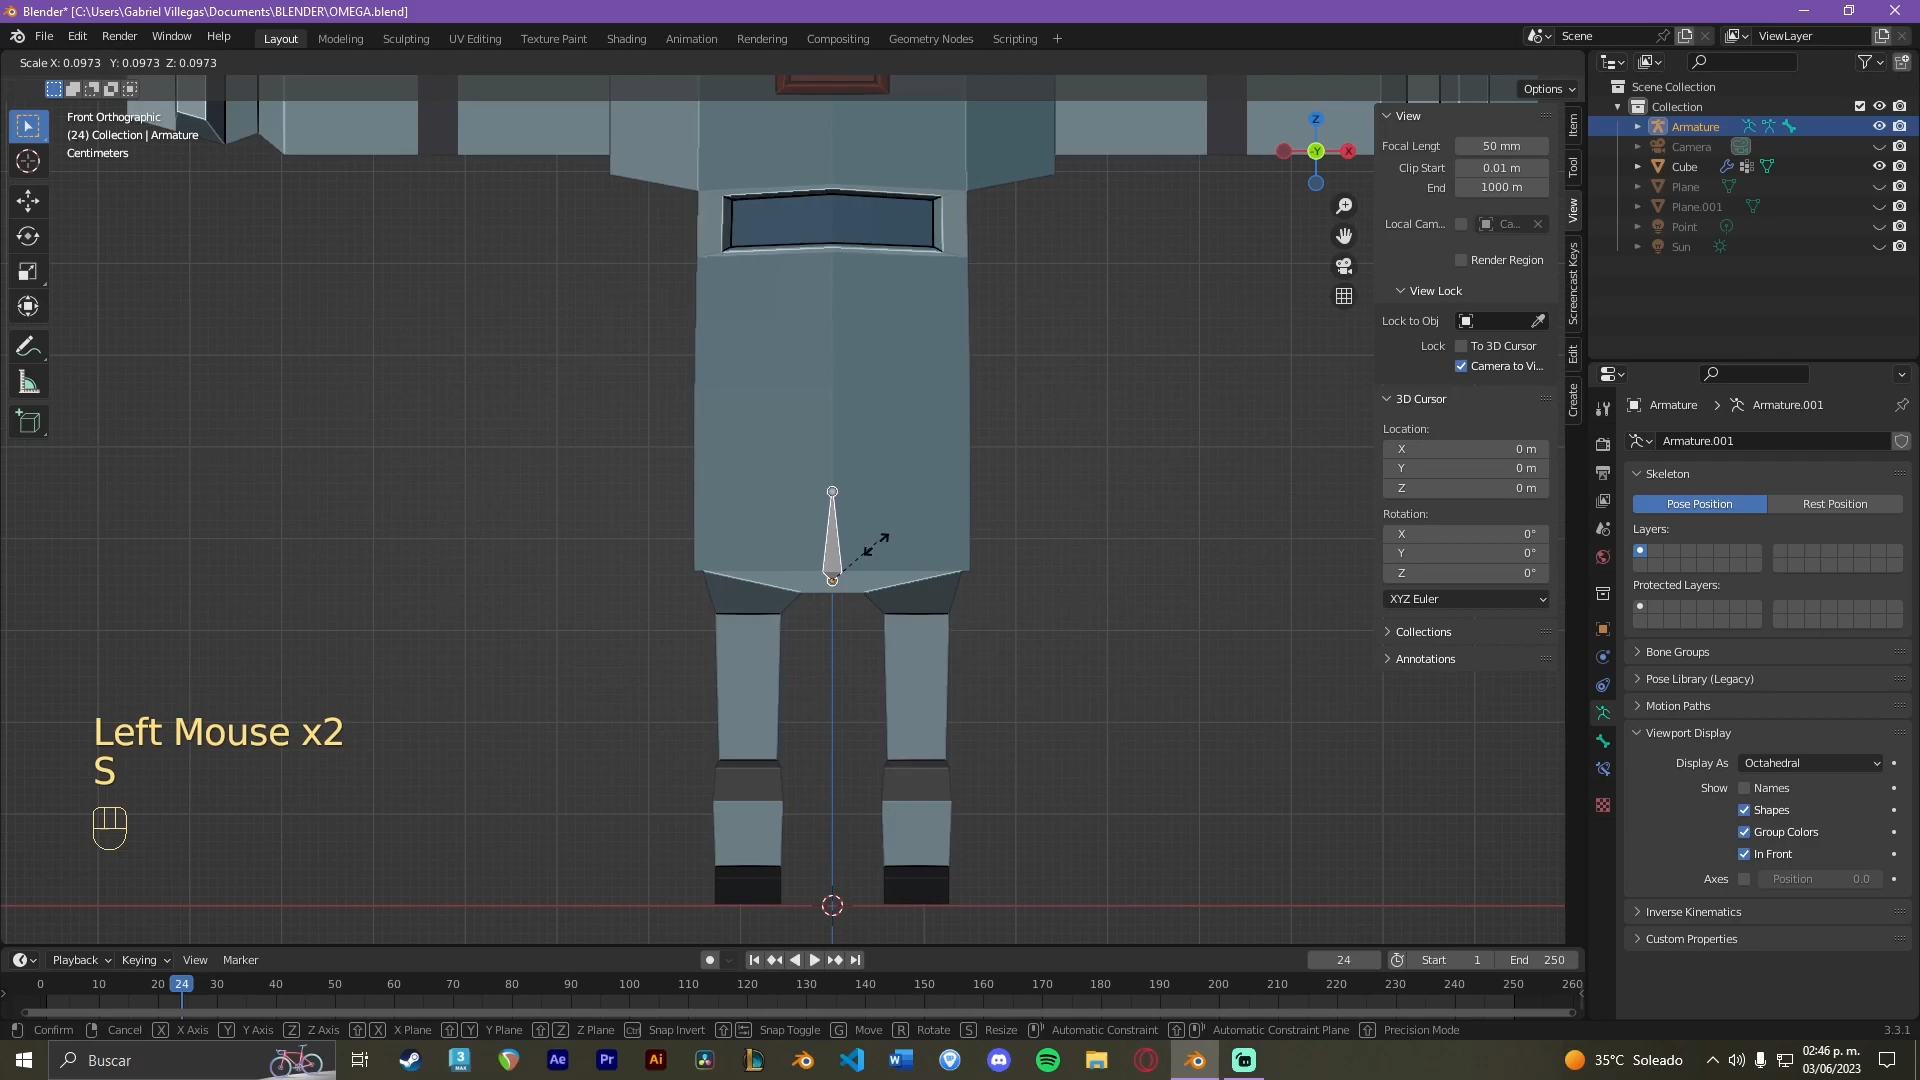 Blender* [C:\Users\Gabriel Villegas\Documents\BLENDER\OMEGA.blend]
File Edit Render Window Help Layout Modeling Sculpting UV Editing Texture Paint Shading Animation Rendering Compositing Geometry Nodes Scripting + Scene ViewLayer
Scale X: 0.0973 Y: 0.0973 Z: 0.0973
Options
Front Orthographic
(24) Collection | Armature
Centimeters
Z
-Y
X
View
Focal Lengt 50 mm
Clip Start 0.01 m
End 1000 m
Local Cam... Ca...
Render Region
View Lock
Lock to Obj
Lock To 3D Cursor
Camera to Vi...
3D Cursor
Location:
X 0 m
Y 0 m
Z 0 m
Rotation:
X 0°
Y 0°
Z 0°
XYZ Euler
Collections
Annotations
Item
Tool
View
Screencast Keys
Edit
Create
Scene Collection
Collection
Armature
Camera
Cube
Plane
Plane.001
Point
Sun
Armature Armature.001
Armature.001
Skeleton
Pose Position Rest Position
Layers:
Protected Layers:
Bone Groups
Pose Library (Legacy)
Motion Paths
Viewport Display
Display As Octahedral
Show Names
Shapes
Group Colors
In Front
Axes Position 0.0
Inverse Kinematics
Custom Properties
Left Mouse x2
S
Playback Keying View Marker 24 Start 1 End 250
0 10 20 24 30 40 50 60 70 80 90 100 110 120 130 140 150 160 170 180 190 200 210 220 230 240 250 260
Confirm Cancel X X Axis Y Y Axis Z Z Axis X X Plane Y Y Plane Z Z Plane Ctrl Snap Invert Snap Toggle G Move R Rotate S Resize Automatic Constraint Automatic Constraint Plane Precision Mode 3.3.1
Buscar 3 MAX Ae Pr Ai 35°C Soleado 02:46 p. m.
03/06/2023